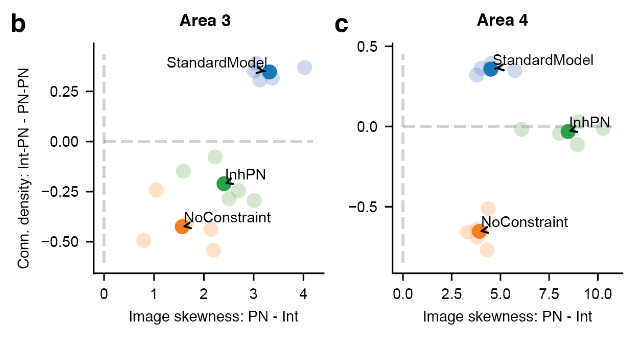 b
Area 3
Conn. density: Int-PN - PN-PN
0.25
0.00
−0.25
−0.50
StandardModel
InhPN
NoConstraint
0
1
2
3
4
Image skewness: PN - Int
c
Area 4
0.5
0.0
−0.5
StandardModel
InhPN
NoConstraint
0.0
2.5
5.0
7.5
10.0
Image skewness: PN - Int